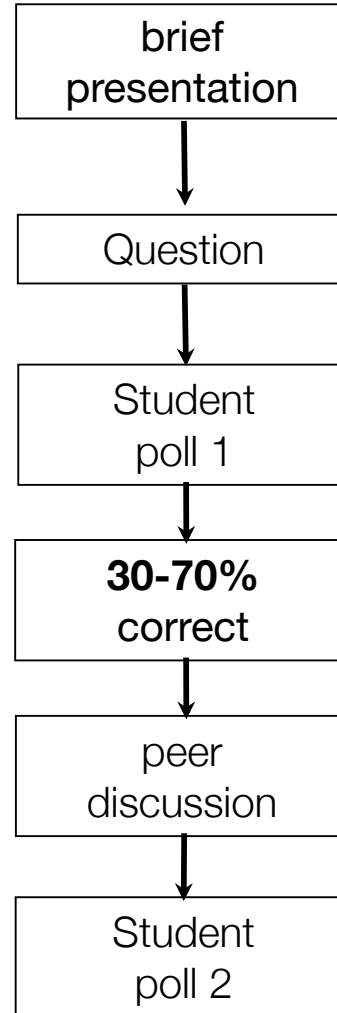 brief
presentation
Question
Student
poll 1
30-70%
correct
peer
discussion
Student
poll 2